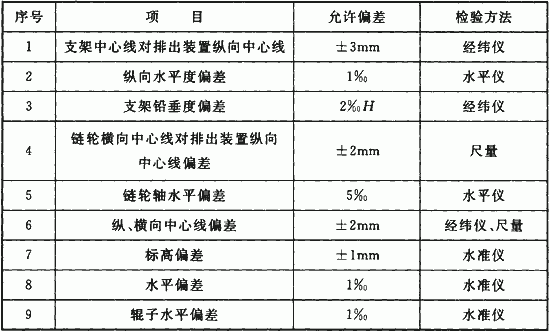 序号 项 目 允许偏差 检验方法
1 支架中心线对排出装置纵向中心线 ±3mm 经纬仪
2 纵向水平度偏差 1‰ 水平仪
3 支架铅垂度偏差 2‰H 经纬仪
4 链轮横向中心线对排出装置纵向
中心线偏差 ±2mm 尺量
5 链轮轴水平偏差 5‰ 水平仪
6 纵、横向中心线偏差 ±2mm 经纬仪、尺量
7 标高偏差 ±1mm 水准仪
8 水平偏差 1‰ 水准仪
9 辊子水平偏差 1‰ 水准仪